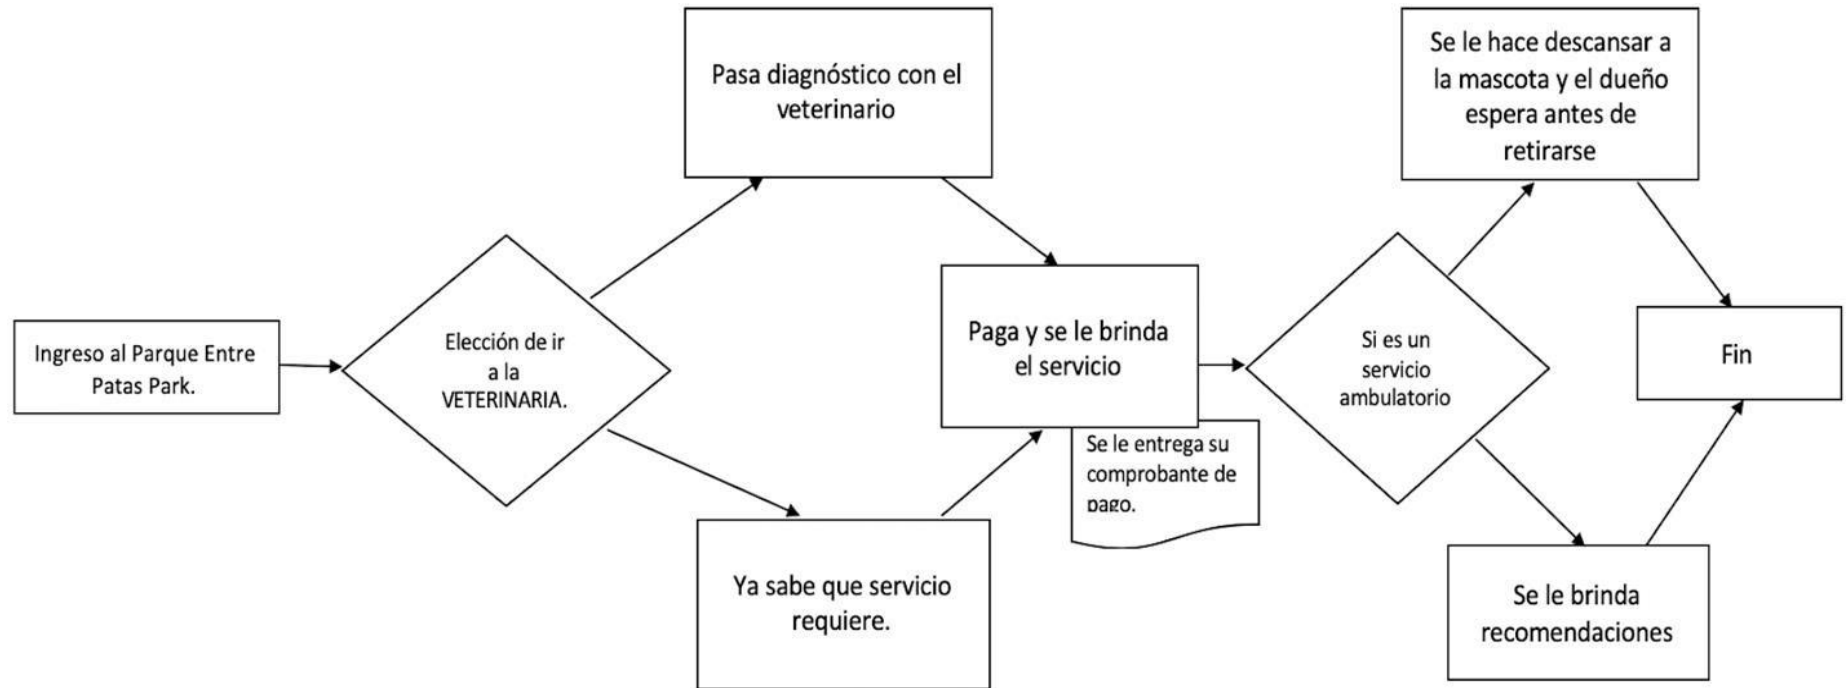 Ingreso al Parque Entre
Patas Park.
Elección de ir
a la
VETERINARIA.
Pasa diagnóstico con el
veterinario
Ya sabe que servicio
requiere.
Paga y se le brinda
el servicio
Se le entrega su
comprobante de
pago.
Si es un
servicio
ambulatorio
Se le hace descansar a
la mascota y el dueño
espera antes de
retirarse
Se le brinda
recomendaciones
Fin